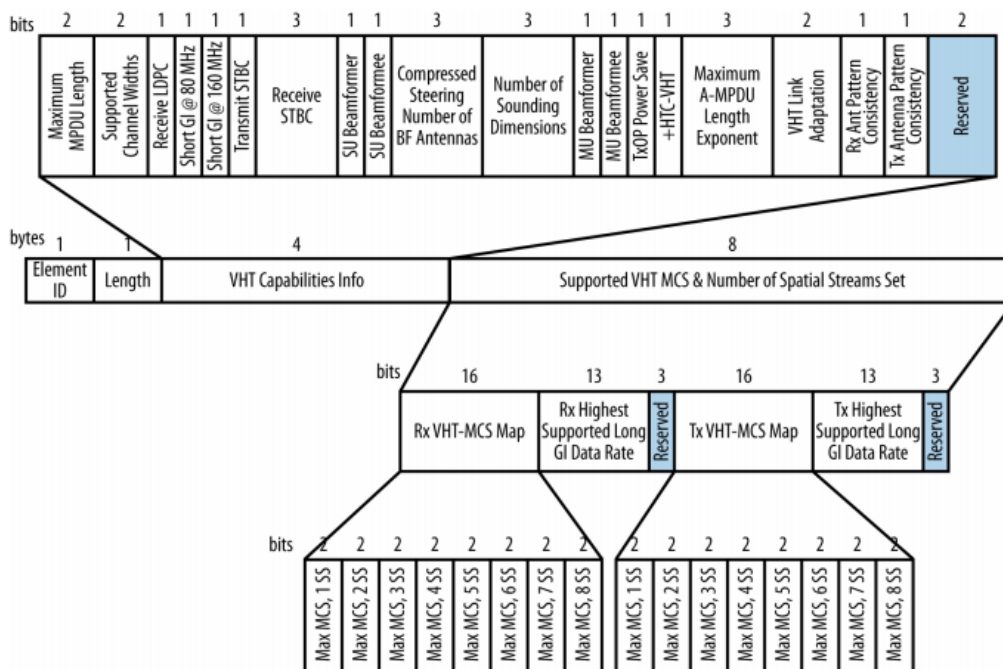 bits 2 2 1 1 1 1 3 1 1 3 3 1 1 1 1 3 2 1 1 2
Maximum
MPDU Length
Supported
Channel Widths
Receive LDPC
Short GI @ 80 MHz
Short GI @ 160 MHz
Transmit STBC
Receive
STBC
SU Beamformer
SU Beamformee
Compressed
Steering
Number of
BF Antennas
Number of
Sounding
Dimensions
MU Beamformer
MU Beamformee
TxOP Power Save
+HTC-VHT
Maximum
A-MPDU
Length
Exponent
VHT Link
Adaptation
Rx Ant Pattern
Consistency
Tx Antenna Pattern
Consistency
Reserved
bytes 1 1 4 8
Element
ID
Length
VHT Capabilities Info
Supported VHT MCS & Number of Spatial Streams Set
bits 16 13 3 16 13 3
Rx VHT-MCS Map
Rx Highest
Supported Long
GI Data Rate
Reserved
Tx VHT-MCS Map
Tx Highest
Supported Long
GI Data Rate
Reserved
bits 2 2 2 2 2 2 2 2 2 2 2 2 2 2 2 2
Max MCS, 1 SS
Max MCS, 2 SS
Max MCS, 3 SS
Max MCS, 4 SS
Max MCS, 5 SS
Max MCS, 6 SS
Max MCS, 7 SS
Max MCS, 8 SS
Max MCS, 1 SS
Max MCS, 2 SS
Max MCS, 3 SS
Max MCS, 4 SS
Max MCS, 5 SS
Max MCS, 6 SS
Max MCS, 7 SS
Max MCS, 8 SS